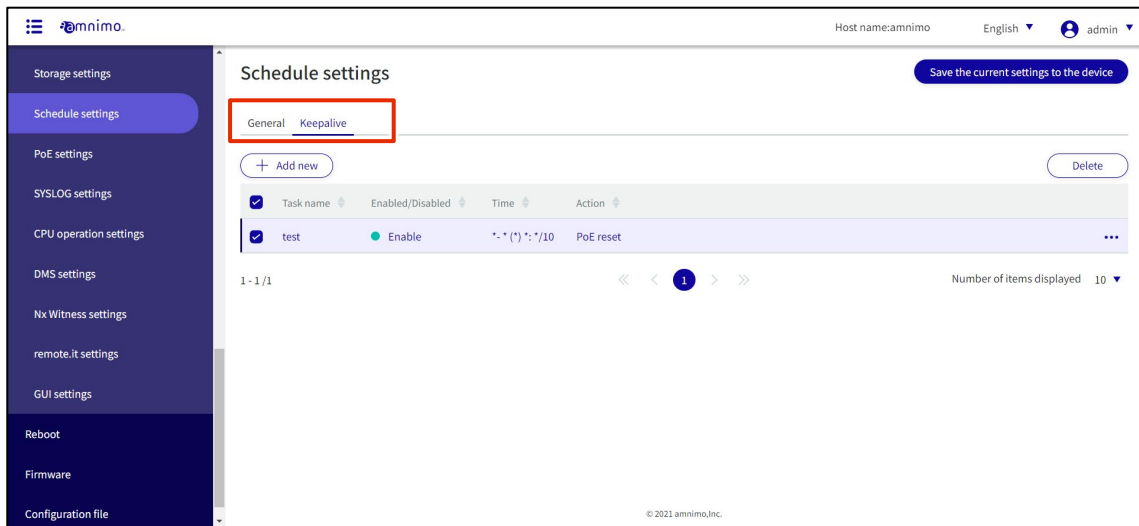 amnimo.
Host name:amnimo English ▼ admin ▼
Storage settings
Schedule settings
PoE settings
SYSLOG settings
CPU operation settings
DMS settings
Nx Witness settings
remote.it settings
GUI settings
Reboot
Firmware
Configuration file
Schedule settings
Save the current settings to the device
General Keepalive
+ Add new
Delete
Task name Enabled/Disabled Time Action
test Enable *- * (*) *: */10 PoE reset •••
1 - 1 /1
≪ < 1 > ≫
Number of items displayed 10 ▼
© 2021 amnimo,Inc.